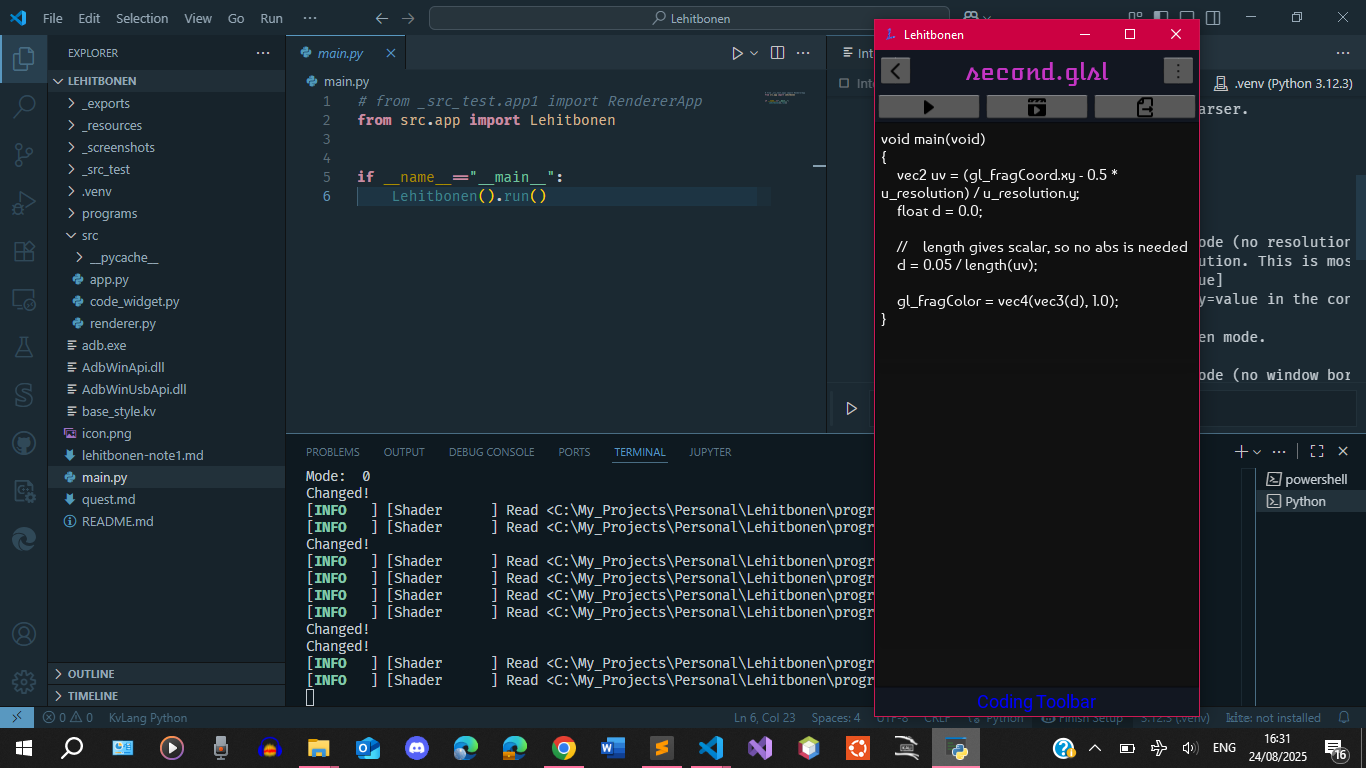 File Edit Selection View Go Run ···
Lehitbonen
EXPLORER
LEHITBONEN
_exports
_resources
_screenshots
_src_test
.venv
programs
src
__pycache__
app.py
code_widget.py
renderer.py
adb.exe
AdbWinApi.dll
AdbWinUsbApi.dll
base_style.kv
icon.png
lehitbonen-note1.md
main.py
quest.md
README.md
OUTLINE
TIMELINE
main.py
main.py
1 # from _src_test.app1 import RendererApp
2 from src.app import Lehitbonen
3
4
5 if __name__=="__main__":
6 Lehitbonen().run()
Int
Inte
.venv (Python 3.12.3)
arser.
ode (no resolution
ution. This is mos
ue]
y=value in the con
en mode.
ode (no window bor
PROBLEMS OUTPUT DEBUG CONSOLE PORTS TERMINAL JUPYTER
Mode: 0
Changed!
[INFO ] [Shader ] Read <C:\My_Projects\Personal\Lehitbonen\progr
[INFO ] [Shader ] Read <C:\My_Projects\Personal\Lehitbonen\progr
Changed!
[INFO ] [Shader ] Read <C:\My_Projects\Personal\Lehitbonen\progr
[INFO ] [Shader ] Read <C:\My_Projects\Personal\Lehitbonen\progr
[INFO ] [Shader ] Read <C:\My_Projects\Personal\Lehitbonen\progr
[INFO ] [Shader ] Read <C:\My_Projects\Personal\Lehitbonen\progr
Changed!
Changed!
[INFO ] [Shader ] Read <C:\My_Projects\Personal\Lehitbonen\progr
[INFO ] [Shader ] Read <C:\My_Projects\Personal\Lehitbonen\progr
powershell
Python
Lehitbonen
second.glsl
void main(void)
{
vec2 uv = (gl_fragCoord.xy - 0.5 *
u_resolution) / u_resolution.y;
float d = 0.0;
// length gives scalar, so no abs is needed
d = 0.05 / length(uv);
gl_fragColor = vec4(vec3(d), 1.0);
}
Coding Toolbar
0 0 KvLang Python
Ln 6, Col 23 Spaces: 4 UTF-8 CRLF Python Finish Setup 3.12.3 (.venv) kite: not installed
ENG
16:31
24/08/2025
16